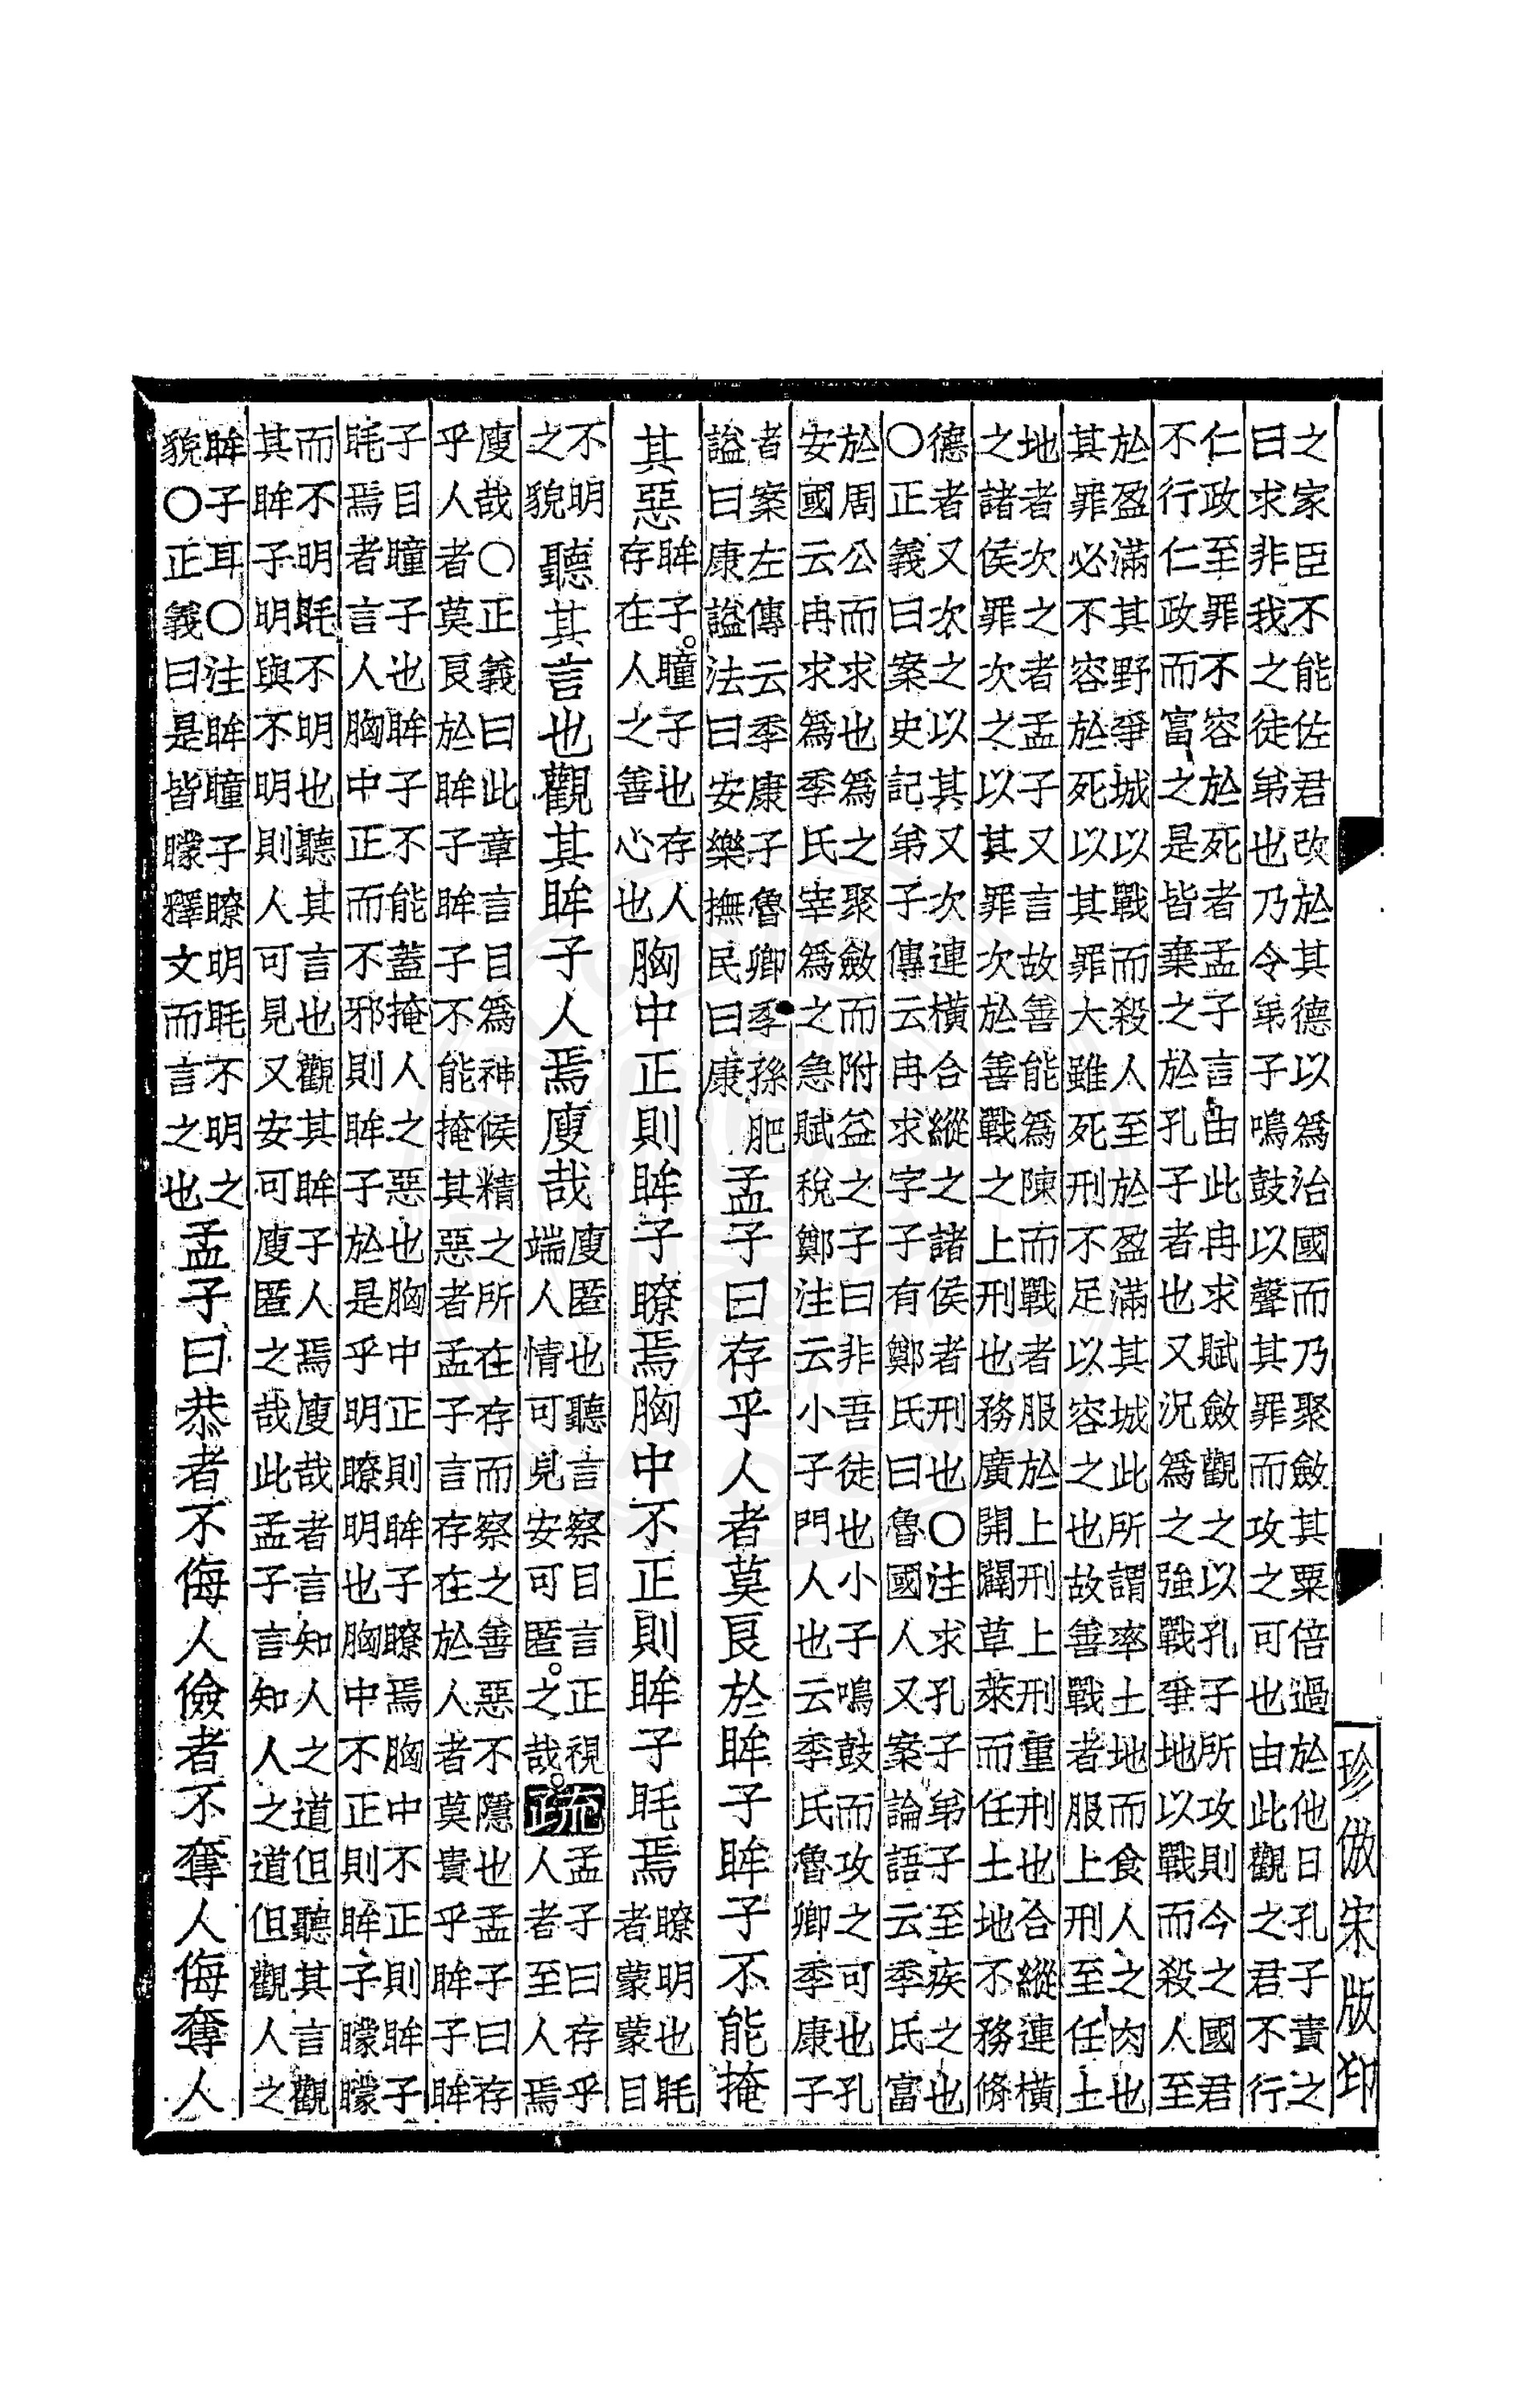 之家臣不能佐君改於其德以爲治國而乃聚斂其粟倍過於他日孔子責之
曰求非我之徒弟也乃令弟子鳴鼓以聲其罪而攻之可也由此觀之君不行
仁政至罪不容於死者孟子言由此冉求賦斂觀之以孔子所攻則今之國君
不行仁政而富之是皆棄之於孔子者也又況爲之強戰爭地以戰而殺人至
於盈滿其野爭城以戰而殺人至於盈滿其城此所謂率土地而食人之肉也
其罪必不容於死以其罪大雖死刑不足以容之也故善戰者服上刑至任土
地者次之者孟子又言故善能爲陳而戰者服於上刑上刑重刑也合縱連橫
之諸侯罪次之以其罪次於善戰之上刑也務廣開闢草萊而任土地不務脩
德者又次之以其又次連橫合縱之諸侯者刑也〇注求孔子弟子至疾之也
〇正義曰案史記弟子傳云冉求字子有鄭氏曰魯國人又案論語云季氏富
於周公而求也爲之聚斂而附益之子曰非吾徒也小子鳴鼓而攻之可也孔
安國云冉求爲季氏宰爲之急賦稅鄭注云小子門人也云季氏魯卿季康子
者案左傳云季康子魯卿季孫肥
謚曰康謚法曰安樂撫民曰康
孟子曰存乎人者莫良於眸子眸子不能掩
其惡
眸子。瞳子也存人
存在人之善心也
胸中正則眸子瞭焉胸中不正則眸子眊焉
瞭明也眊
者蒙蒙目
不明
之貌
聽其言也觀其眸子人焉廋哉
廋匿也聽言察目言正視
端人情可見安可匿。之哉。
疏
孟子曰存乎
人者至人焉
廋哉〇正義曰此章言目爲神候精之所在存而察之善惡不隱也孟子曰存
乎人者莫良於眸子眸子不能掩其惡者孟子言存在於人者莫貴乎眸子眸
子目瞳子也眸子不能蓋掩人之惡也胸中正則眸子瞭焉胸中不正則眸子
眊焉者言人胸中正而不邪則眸子於是乎明瞭明也胸中不正則眸子矇矇
而不明眊不明也聽其言也觀其眸子人焉廋哉者言知人之道但聽其言觀
其眸子明與不明則人可見又安可廋匿之哉此孟子言知人之道但觀人之
眸子耳〇注眸瞳子瞭明眊不明之
貌〇正義曰是皆矇釋文而言之也
孟子曰恭者不侮人儉者不奪人侮奪人
珍倣宋版印